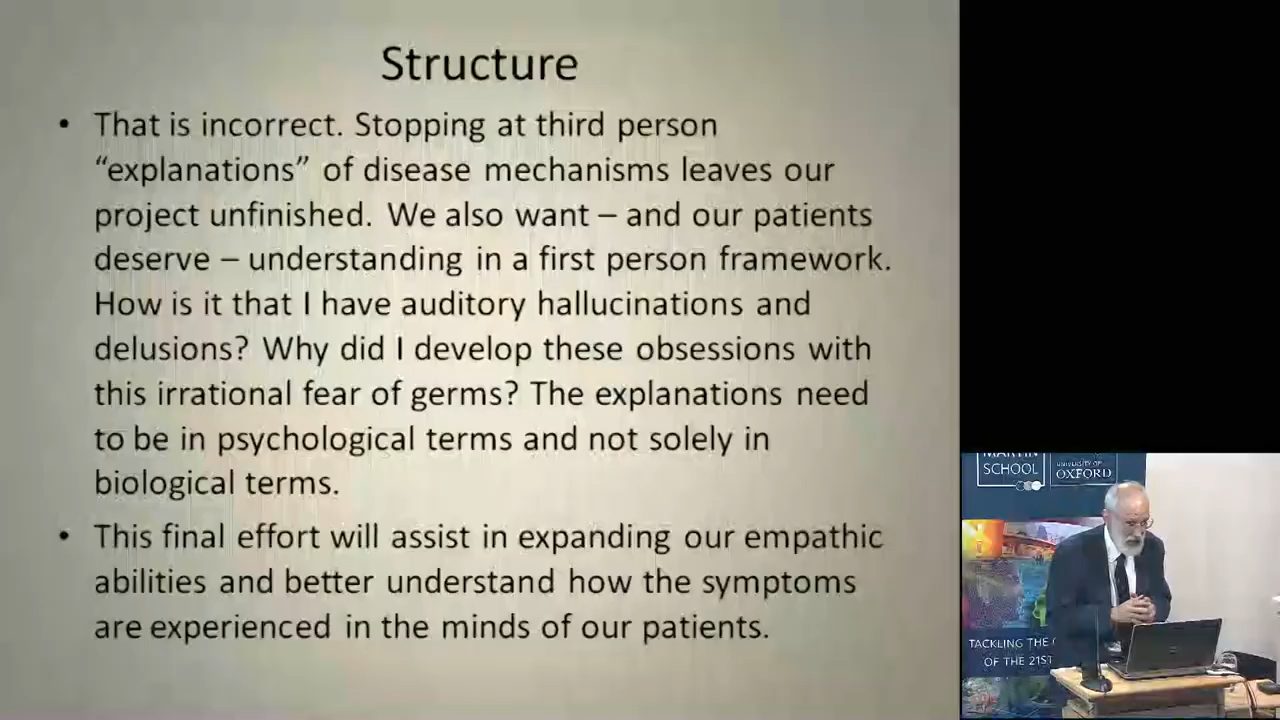 Structure
• That is incorrect. Stopping at third person
“explanations” of disease mechanisms leaves our
project unfinished. We also want – and our patients
deserve – understanding in a first person framework.
How is it that I have auditory hallucinations and
delusions? Why did I develop these obsessions with
this irrational fear of germs? The explanations need
to be in psychological terms and not solely in
biological terms.
• This final effort will assist in expanding our empathic
abilities and better understand how the symptoms
are experienced in the minds of our patients.
MARTIN
SCHOOL
UNIVERSITY OF
OXFORD
TACKLING THE
OF THE 21ST